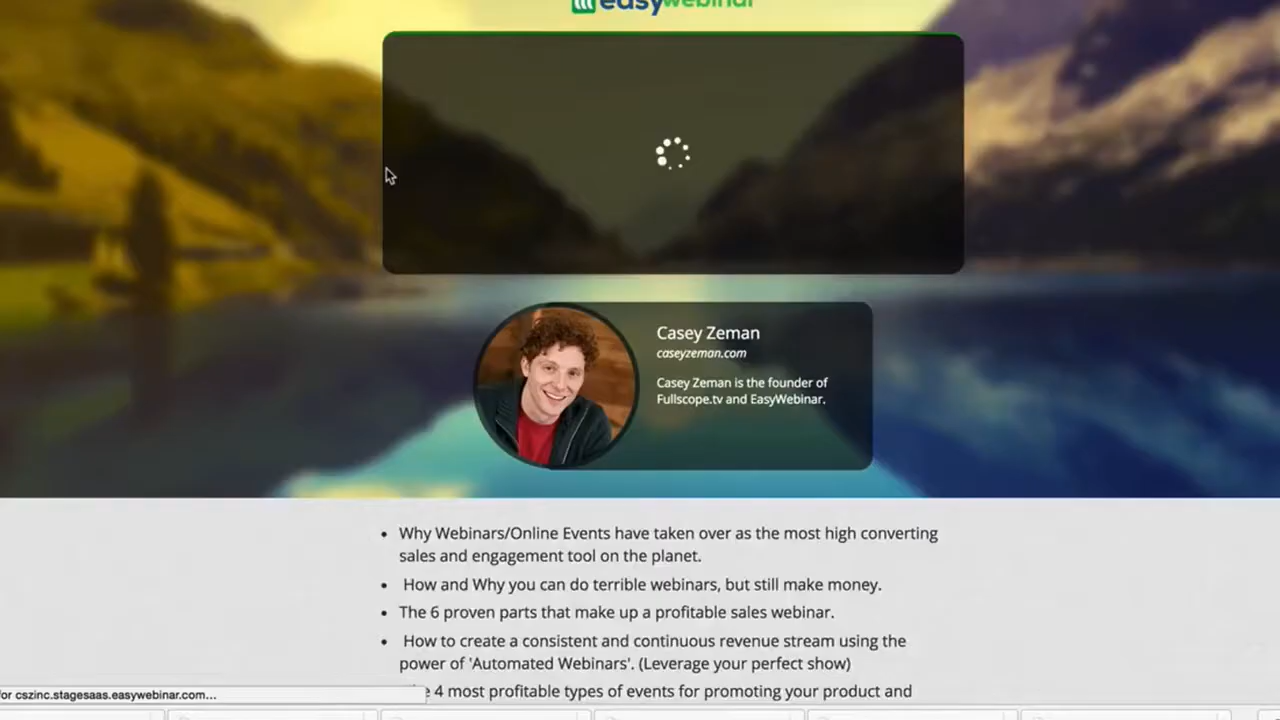 easywebinar
Casey Zeman
caseyzeman.com
Casey Zeman is the founder of
Fullscope.tv and EasyWebinar.
• Why Webinars/Online Events have taken over as the most high converting
sales and engagement tool on the planet.
• How and Why you can do terrible webinars, but still make money.
• The 6 proven parts that make up a profitable sales webinar.
• How to create a consistent and continuous revenue stream using the
power of 'Automated Webinars'. (Leverage your perfect show)
4 most profitable types of events for promoting your product and
for cszinc.stagesaas.easywebinar.com...